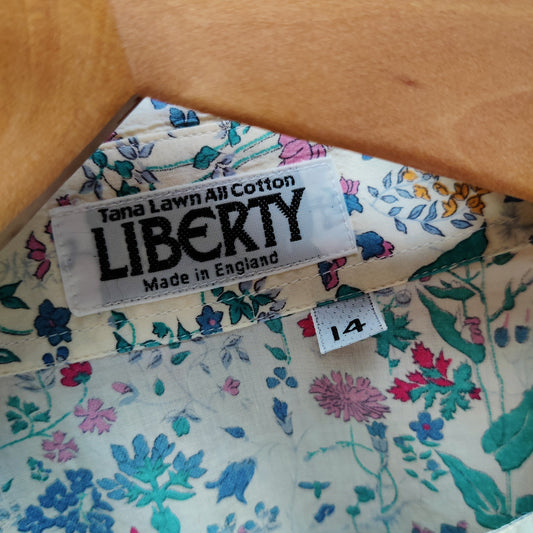 Tana Lawn All Cotton
LIBERTY
Made in England
14